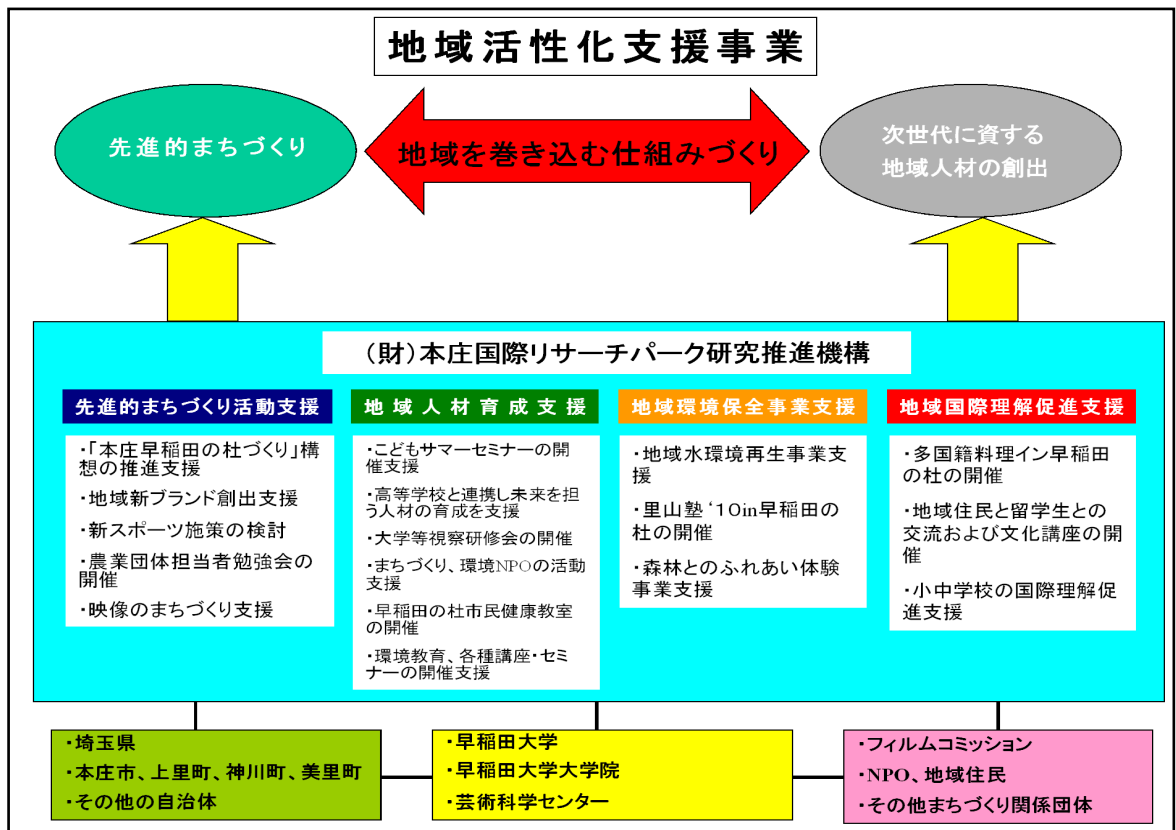 地域活性化支援事業
先進的まちづくり
地域を巻き込む仕組みづくり
次世代に資する
地域人材の創出
（財）本庄国際リサーチパーク研究推進機構
先進的まちづくり活動支援
・「本庄早稲田の杜づくり」構
想の推進支援
・地域新ブランド創出支援
・新スポーツ施策の検討
・農業団体担当者勉強会の
開催
・映像のまちづくり支援
地域人材育成支援
・こどもサマーセミナーの開
催支援
・高等学校と連携し未来を担
う人材の育成を支援
・大学等視察研修会の開催
・まちづくり、環境NPOの活動
支援
・早稲田の杜市民健康教室
の開催
・環境教育、各種講座・セミ
ナーの開催支援
地域環境保全事業支援
・地域水環境再生事業支
援
・里山塾‘10in早稲田の
杜の開催
・森林とのふれあい体験
事業支援
地域国際理解促進支援
・多国籍料理イン早稲田
の杜の開催
・地域住民と留学生との
交流および文化講座の開
催
・小中学校の国際理解促
進支援
・埼玉県
・本庄市、上里町、神川町、美里町
・その他の自治体
・早稲田大学
・早稲田大学大学院
・芸術科学センター
・フィルムコミッション
・NPO、地域住民
・その他まちづくり関係団体